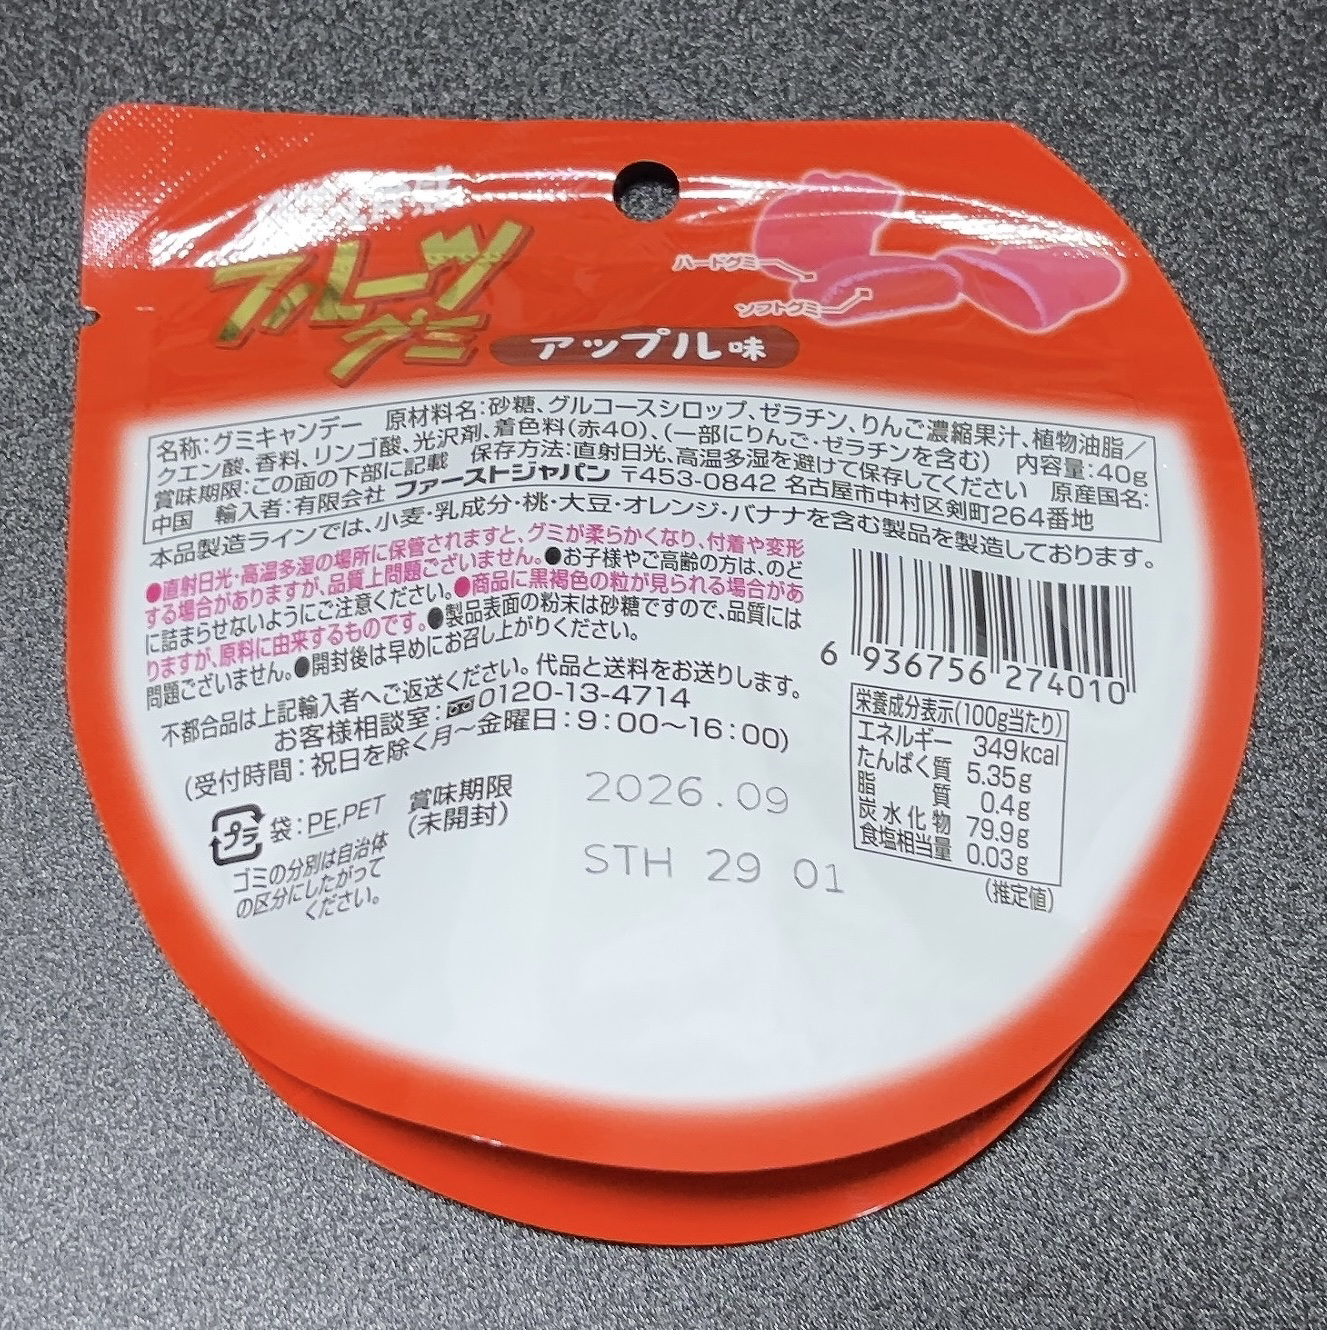 フルーツ
グミ
アップル味
ハードグミ
ソフトグミ
名称:グミキャンデー 原材料名:砂糖、グルコースシロップ、ゼラチン、りんご濃縮果汁、植物油脂/
クエン酸、香料、リンゴ酸、光沢剤、着色料(赤40)、(一部にりんご・ゼラチンを含む) 内容量:40g
賞味期限:この面の下部に記載 保存方法:直射日光、高温多湿を避けて保存してください 原産国名:
中国 輸入者:有限会社 ファーストジャパン 〒453-0842 名古屋市中村区剣町264番地
本品製造ラインでは、小麦・乳成分・桃・大豆・オレンジ・バナナを含む製品を製造しております。
●直射日光・高温多湿の場所に保管されますと、グミが柔らかくなり、付着や変形
する場合がありますが、品質上問題ございません。●お子様やご高齢の方は、のど
に詰まらせないようにご注意ください。●商品に黒褐色の粒が見られる場合があ
りますが、原料に由来するものです。●製品表面の粉末は砂糖ですので、品質には
問題ございません。●開封後は早めにお召し上がりください。
不都合品は上記輸入者へご返送ください。代品と送料をお送りします。
お客様相談室:0120-13-4714
(受付時間:祝日を除く月〜金曜日:9:00〜16:00)
6 936756 274010
栄養成分表示(100g当たり)
エネルギー 349kcal
たんぱく質 5.35g
脂質 0.4g
炭水化物 79.9g
食塩相当量 0.03g
(推定値)
プラ 袋:PE,PET
ゴミの分別は自治体
の区分にしたがって
ください。
賞味期限
(未開封)
2026.09
STH 29 01